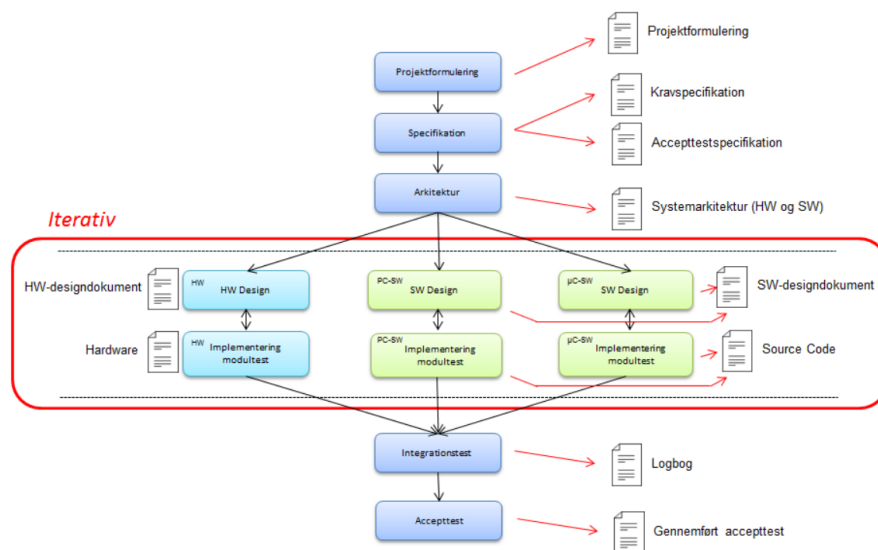 Projektformulering
Projektformulering
Kravspecifikation
Specifikation
Accepttestspecifikation
Arkitektur
Systemarkitektur (HW og SW)
Iterativ
HW-designdokument
HW
HW Design
PC-SW
SW Design
µC-SW
SW Design
SW-designdokument
Hardware
HW
Implementering
modultest
PC-SW
Implementering
modultest
µC-SW
Implementering
modultest
Source Code
Integrationstest
Logbog
Accepttest
Gennemført accepttest